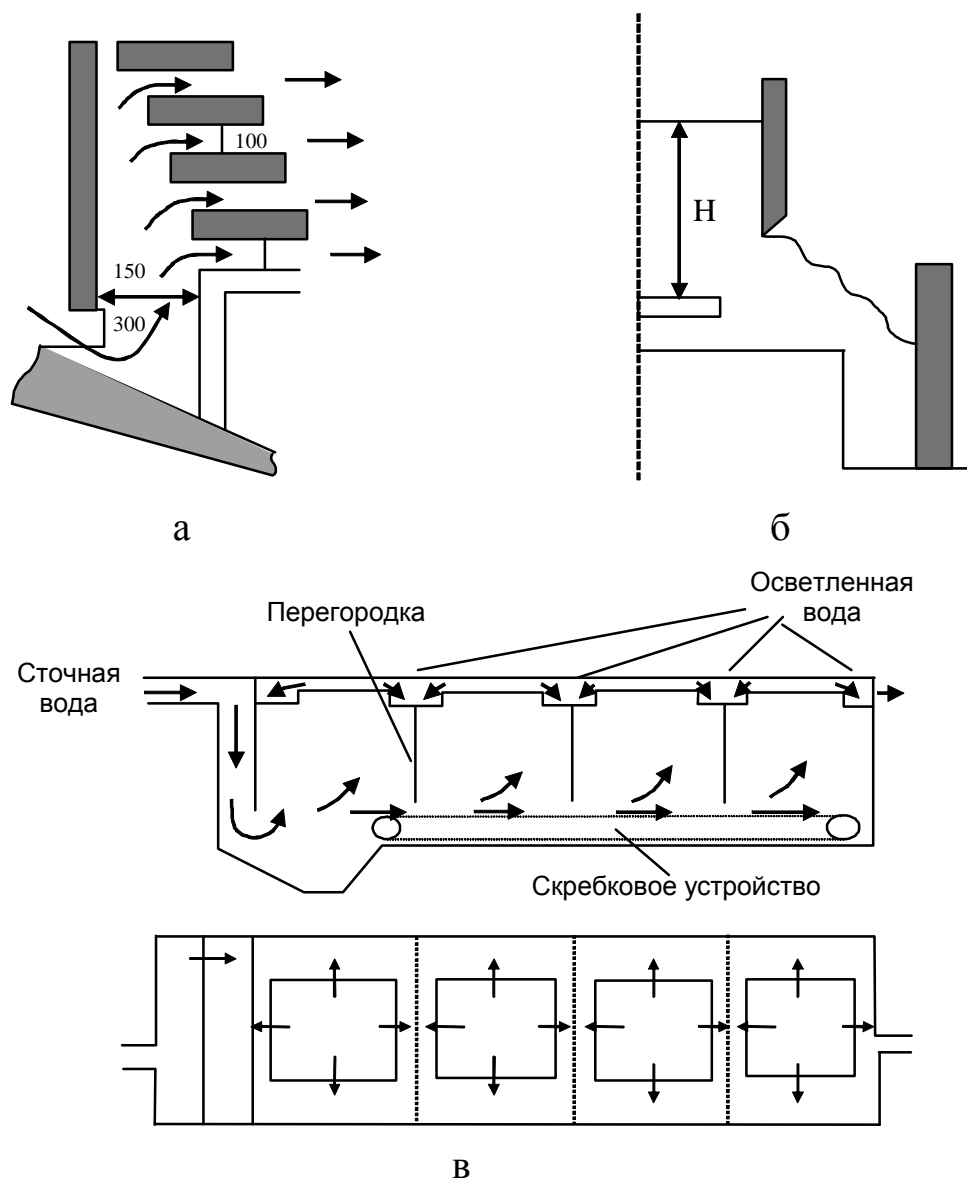 100
150
300
а
Н
б
Осветленная
вода
Перегородка
Сточная
вода
Скребковое устройство
в